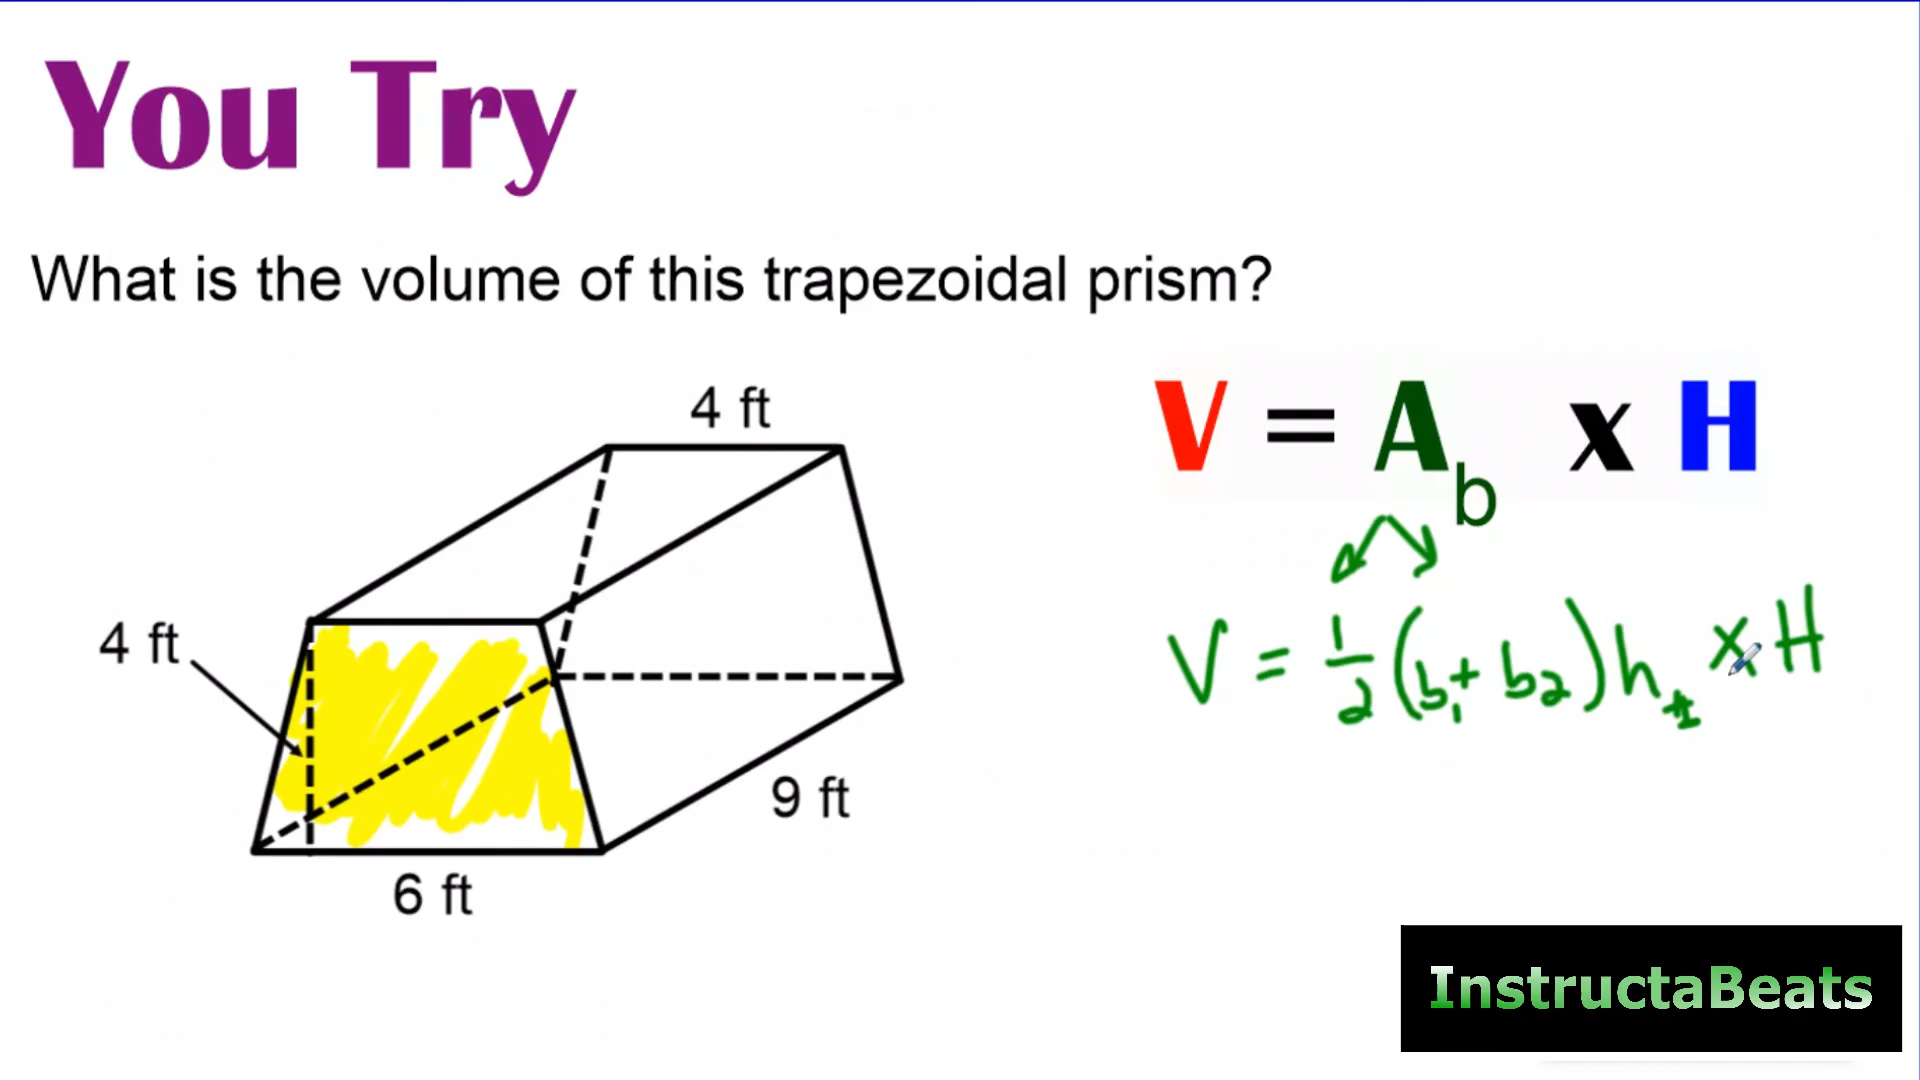 You Try
What is the volume of this trapezoidal prism?
4 ft
V = A_b x H
4 ft
V = 1/2 (b₁ + b₂) h x H
9 ft
6 ft
InstructaBeats